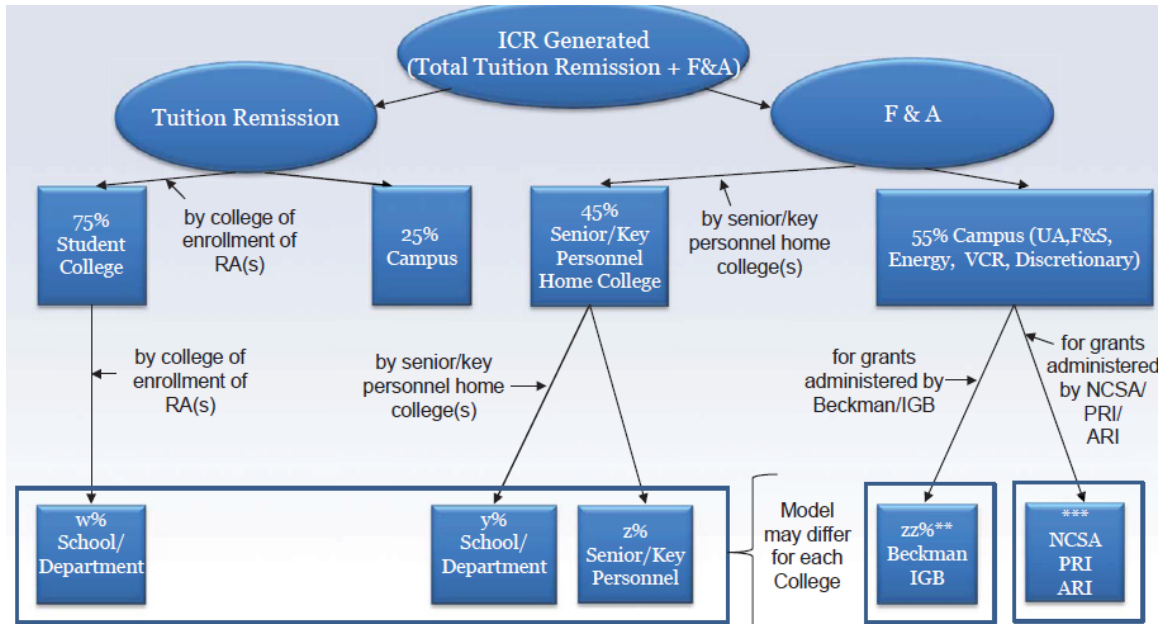 ICR Generated
(Total Tuition Remission + F&A)
Tuition Remission
F & A
75%
Student
College
by college of
enrollment of
RA(s)
25%
Campus
45%
Senior/Key
Personnel
Home College
by senior/key
personnel home
college(s)
55% Campus (UA,F&S,
Energy, VCR, Discretionary)
by college of
enrollment of
RA(s)
by senior/key
personnel home
college(s)
for grants
administered by
Beckman/IGB
for grants
administered
by NCSA/
PRI/
ARI
w%
School/
Department
y%
School/
Department
z%
Senior/Key
Personnel
Model
may differ
for each
College
zz%**
Beckman
IGB
***
NCSA
PRI
ARI